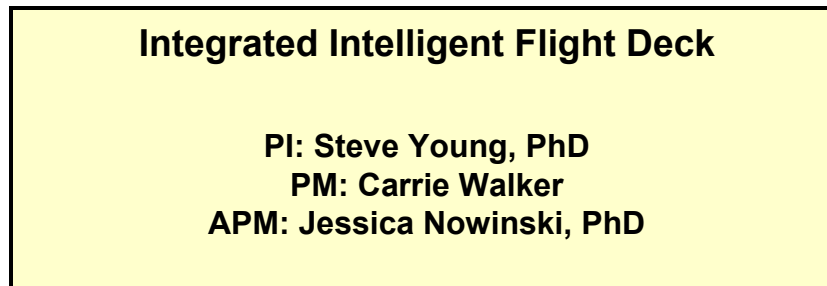 Integrated Intelligent Flight Deck
PI: Steve Young, PhD
PM: Carrie Walker
APM: Jessica Nowinski, PhD